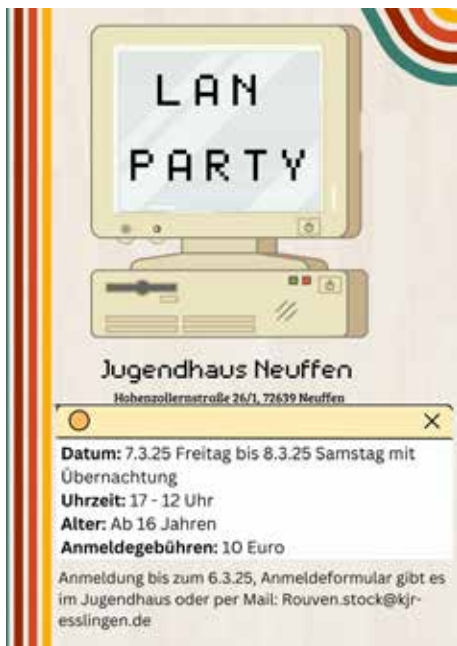 LAN
PARTY
Jugendhaus Neuffen
Hohenzollernstraße 26/1, 72639 Neuffen
Datum: 7.3.25 Freitag bis 8.3.25 Samstag mit
Übernachtung
Uhrzeit: 17 - 12 Uhr
Alter: Ab 16 Jahren
Anmeldegebühren: 10 Euro
Anmeldung bis zum 6.3.25, Anmeldeformular gibt es
im Jugendhaus oder per Mail: Rouven.stock@kjr-
esslingen.de